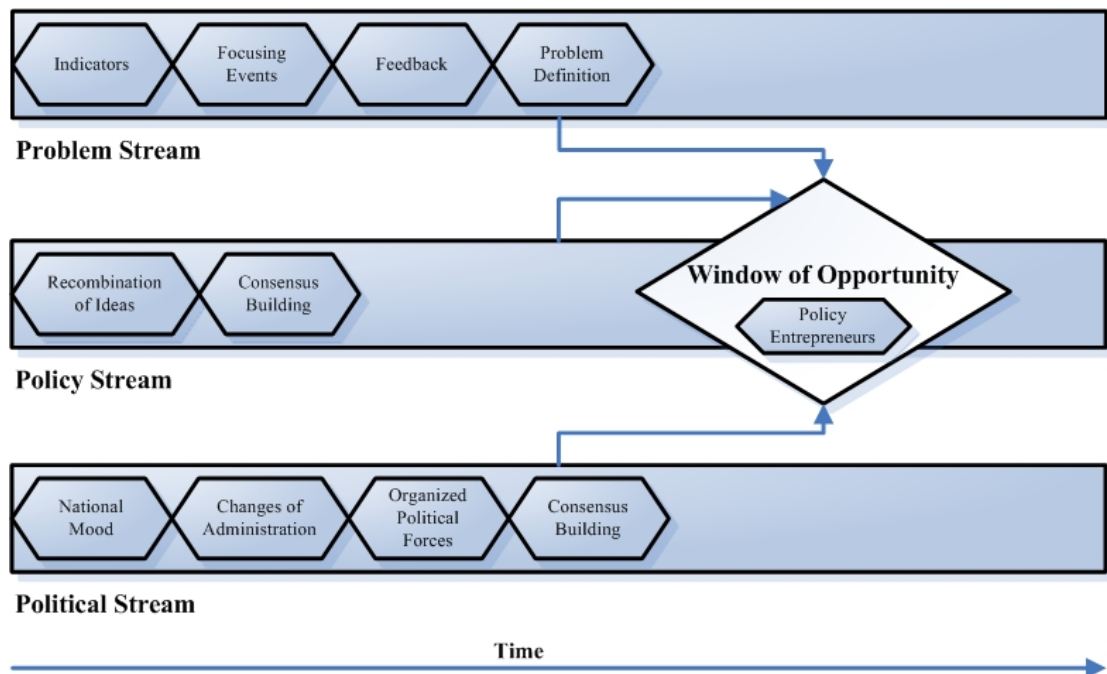 Indicators
Focusing
Events
Feedback
Problem
Definition
Problem Stream
Recombination
of Ideas
Consensus
Building
Window of Opportunity
Policy
Entrepreneurs
Policy Stream
National
Mood
Changes of
Administration
Organized
Political
Forces
Consensus
Building
Political Stream
Time